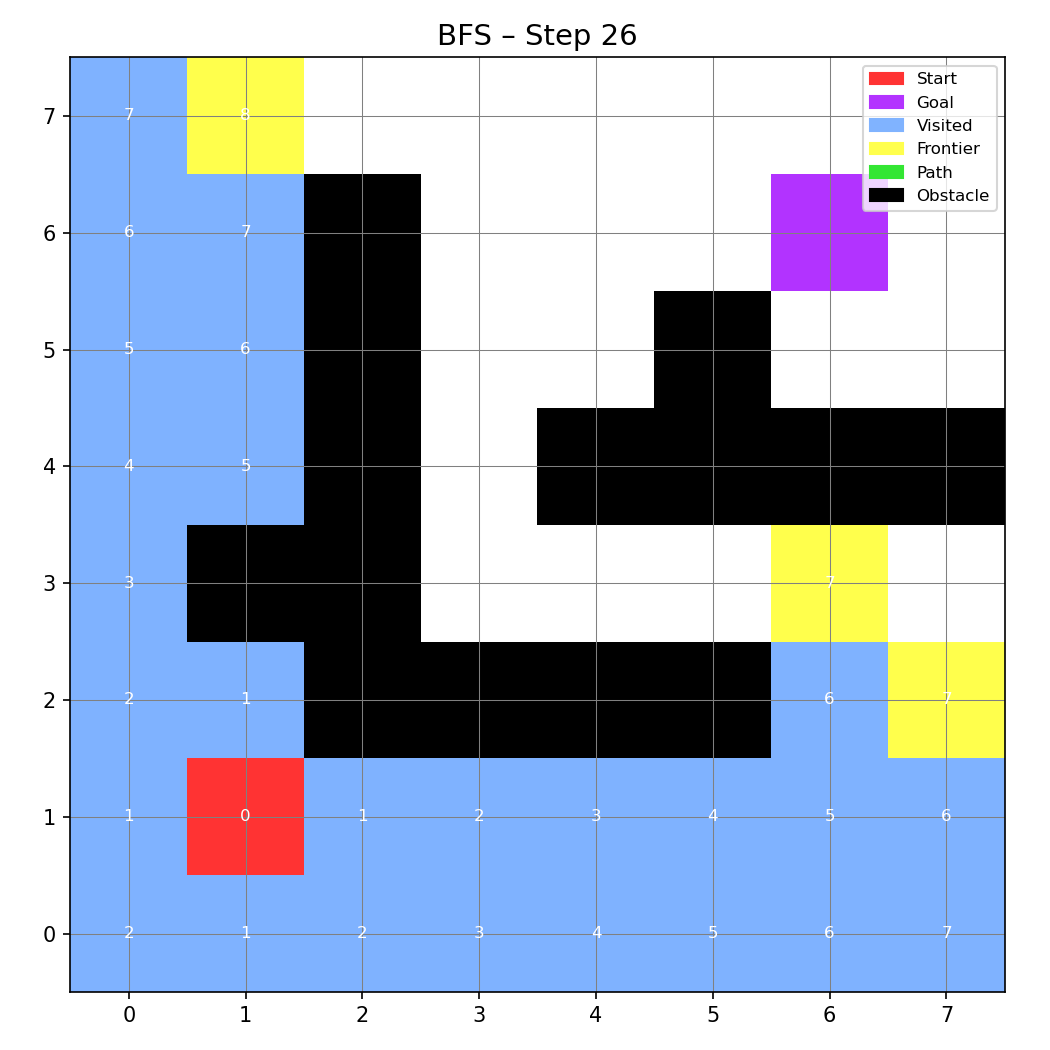 BFS – Step 26
Start
Goal
Visited
Frontier
Path
Obstacle
7 7 8
6 6 7
5 5 6
4 4 5
3 3 7
2 2 1 6 7
1 1 0 1 2 3 4 5 6
0 2 1 2 3 4 5 6 7
0 1 2 3 4 5 6 7